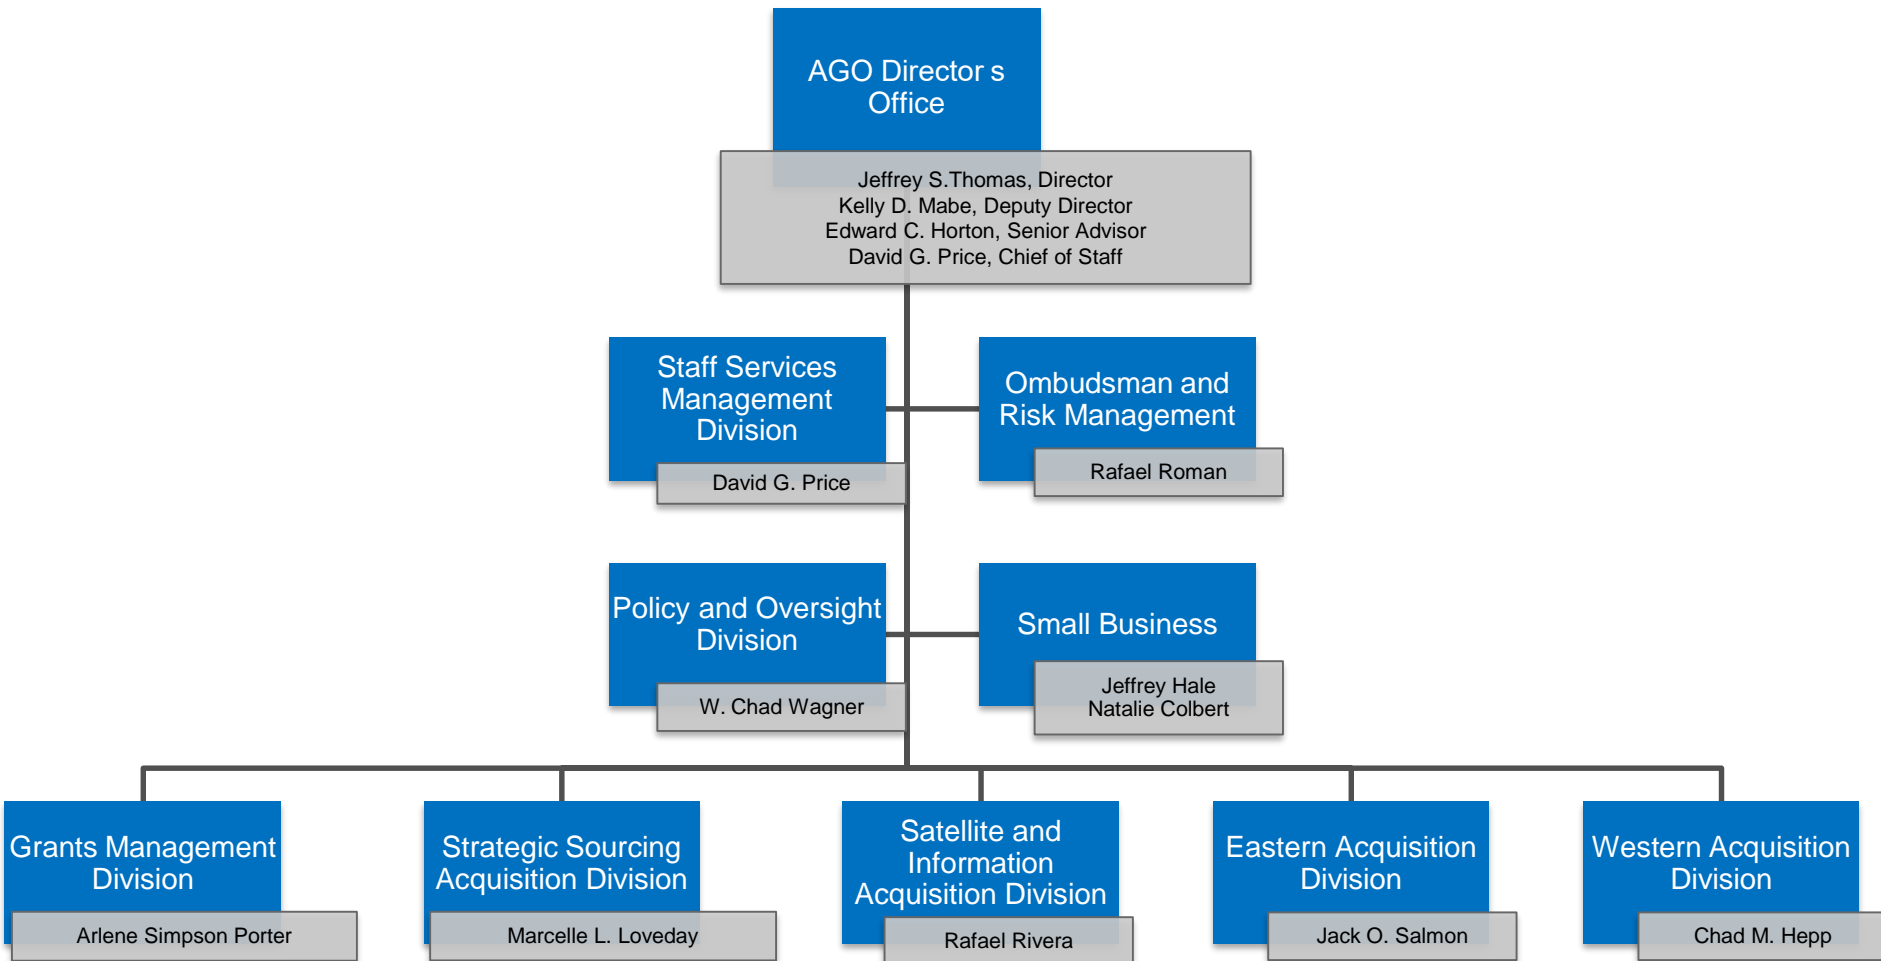 AGO Director s
Office
Jeffrey S.Thomas, Director
Kelly D. Mabe, Deputy Director
Edward C. Horton, Senior Advisor
David G. Price, Chief of Staff
Staff Services
Management
Division
David G. Price
Ombudsman and
Risk Management
Rafael Roman
Policy and Oversight
Division
W. Chad Wagner
Small Business
Jeffrey Hale
Natalie Colbert
Grants Management
Division
Arlene Simpson Porter
Strategic Sourcing
Acquisition Division
Marcelle L. Loveday
Satellite and
Information
Acquisition Division
Rafael Rivera
Eastern Acquisition
Division
Jack O. Salmon
Western Acquisition
Division
Chad M. Hepp